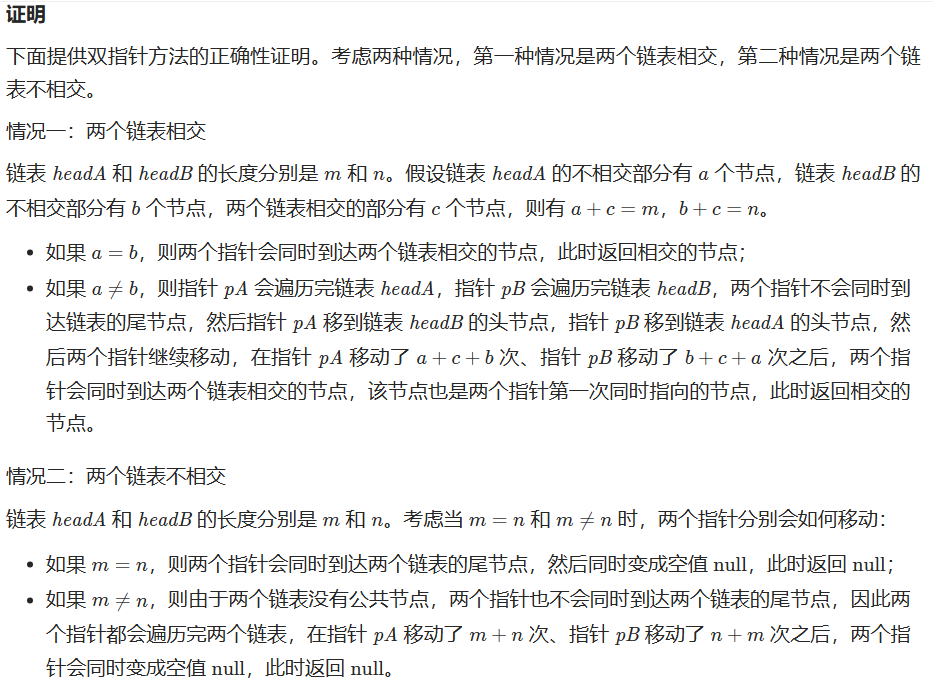 证明
下面提供双指针方法的正确性证明。考虑两种情况，第一种情况是两个链表相交，第二种情况是两个链
表不相交。
情况一：两个链表相交
链表 headA 和 headB 的长度分别是 m 和 n。假设链表 headA 的不相交部分有 a 个节点，链表 headB 的
不相交部分有 b 个节点，两个链表相交的部分有 c 个节点，则有 a + c = m，b + c = n。
• 如果 a = b，则两个指针会同时到达两个链表相交的节点，此时返回相交的节点；
• 如果 a ≠ b，则指针 pA 会遍历完链表 headA，指针 pB 会遍历完链表 headB，两个指针不会同时到
达链表的尾节点，然后指针 pA 移到链表 headB 的头节点，指针 pB 移到链表 headA 的头节点，然
后两个指针继续移动，在指针 pA 移动了 a + c + b 次、指针 pB 移动了 b + c + a 次之后，两个指
针会同时到达两个链表相交的节点，该节点也是两个指针第一次同时指向的节点，此时返回相交的
节点。
情况二：两个链表不相交
链表 headA 和 headB 的长度分别是 m 和 n。考虑当 m = n 和 m ≠ n 时，两个指针分别会如何移动：
• 如果 m = n，则两个指针会同时到达两个链表的尾节点，然后同时变成空值 null，此时返回 null；
• 如果 m ≠ n，则由于两个链表没有公共节点，两个指针也不会同时到达两个链表的尾节点，因此两
个指针都会遍历完两个链表，在指针 pA 移动了 m + n 次、指针 pB 移动了 n + m 次之后，两个指
针会同时变成空值 null，此时返回 null。